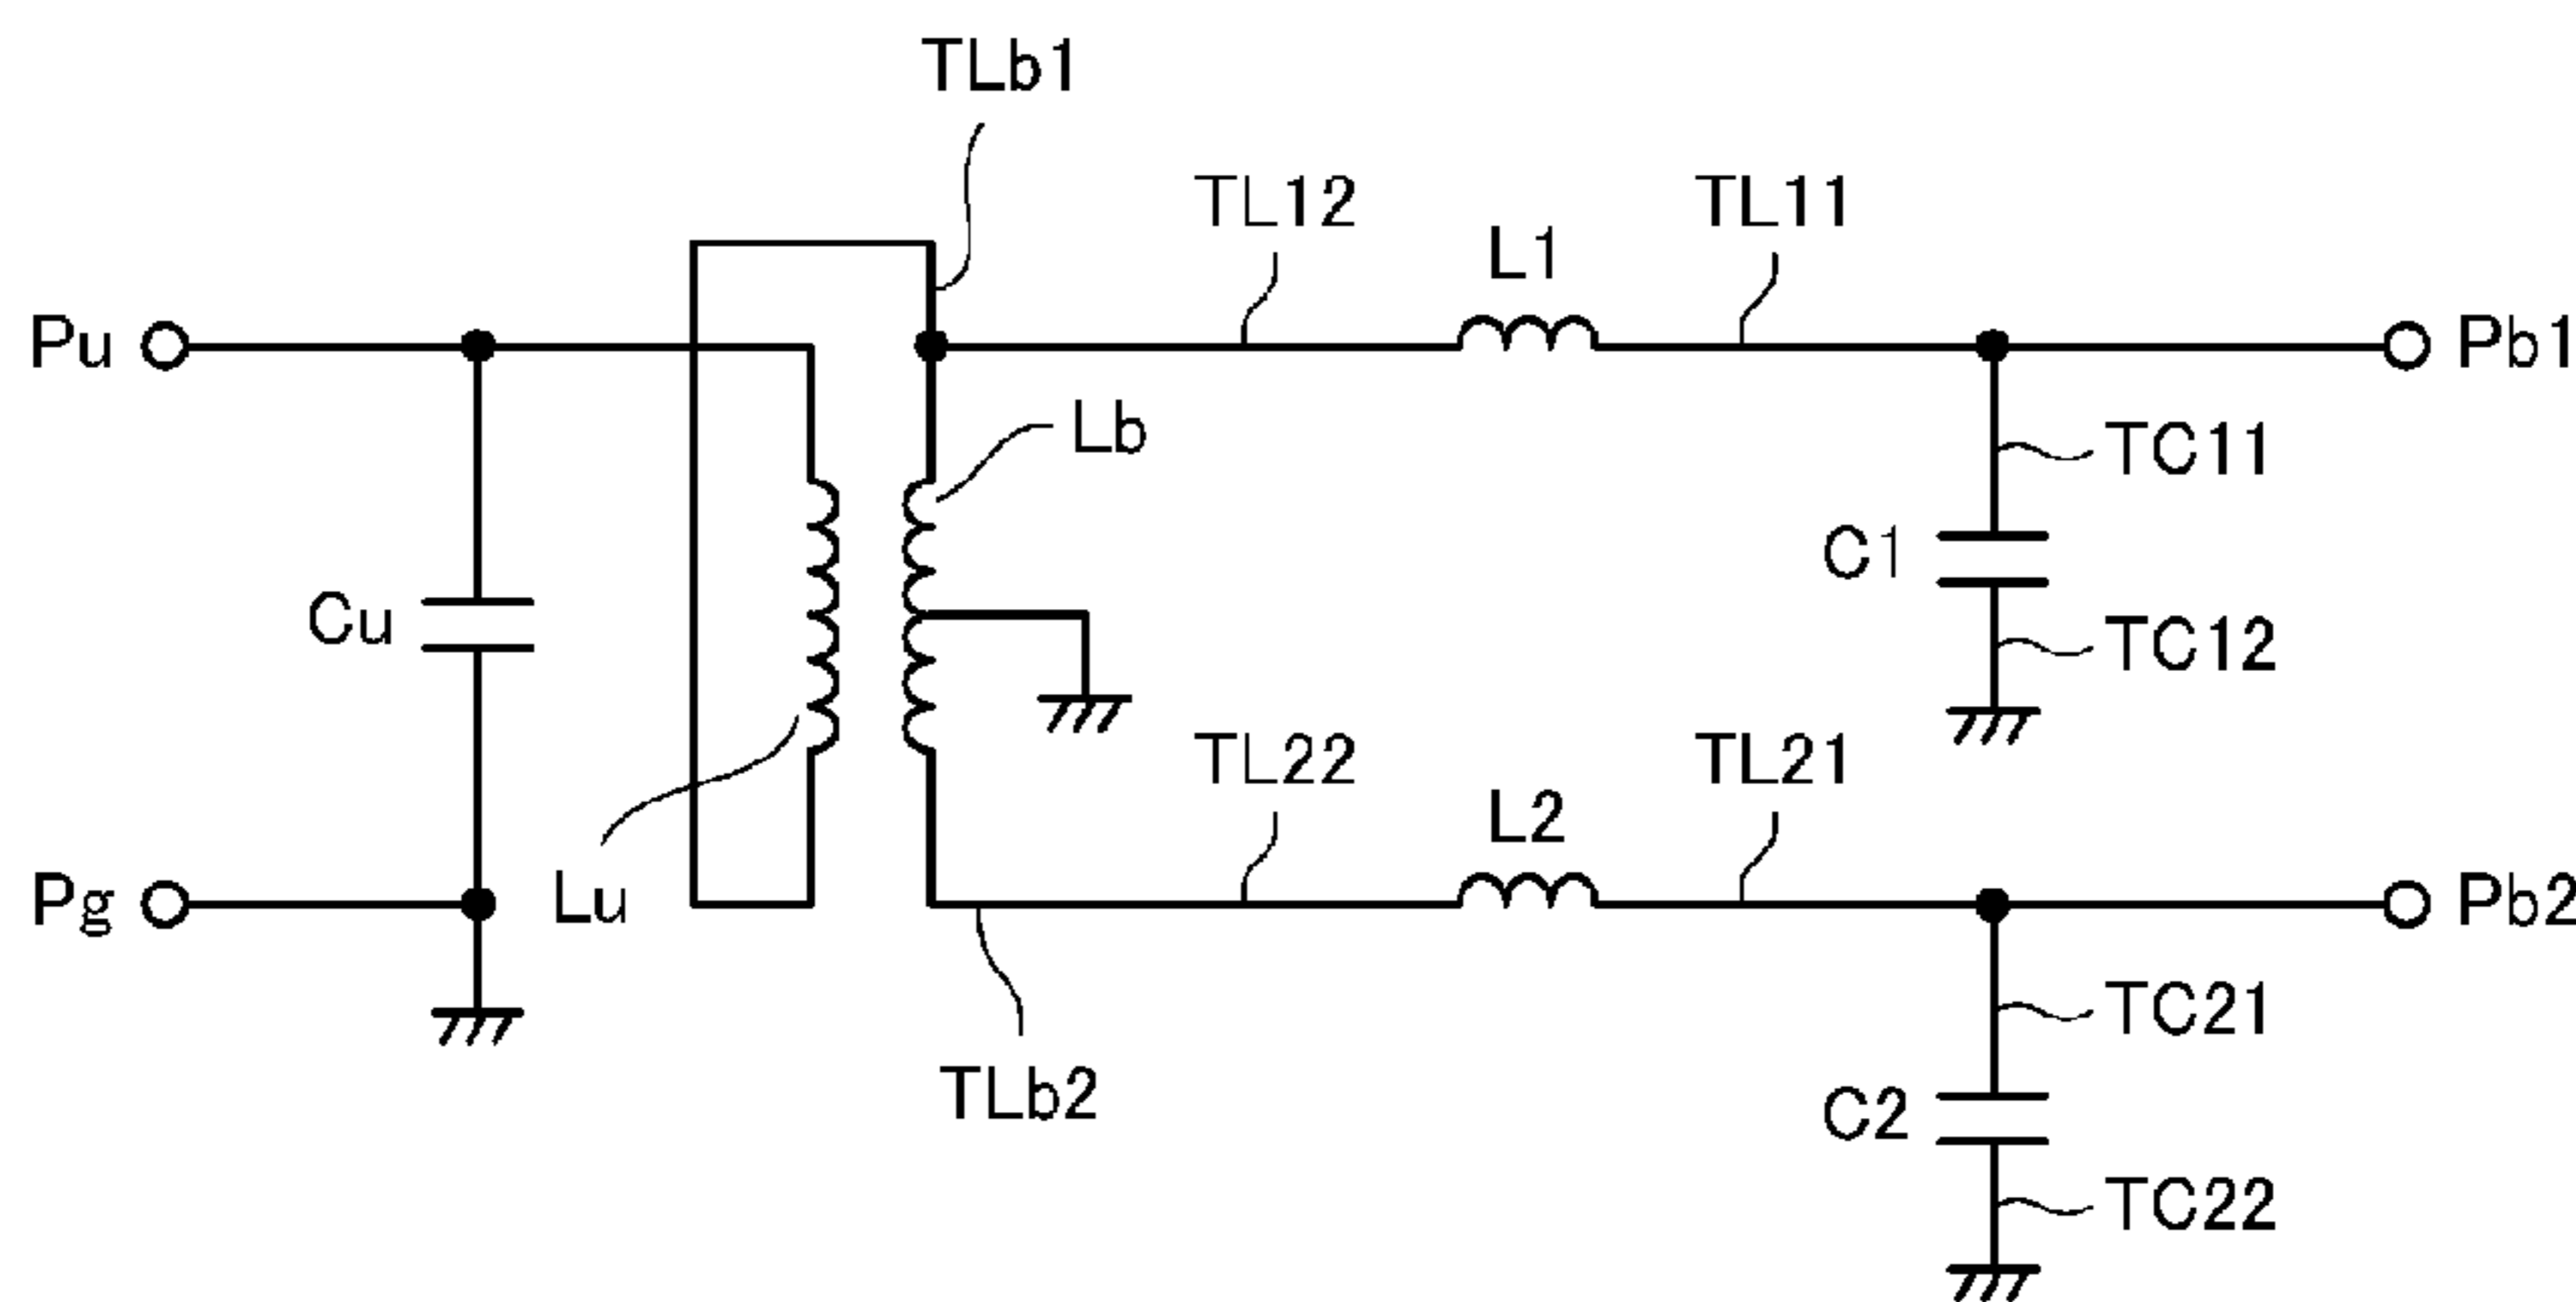 TLb1
TL12
TL11
L1
Pu
Pb1
Lb
TC11
C1
Cu
TC12
TL22
TL21
L2
Lu
Pg
Pb2
TC21
TLb2
C2
TC22